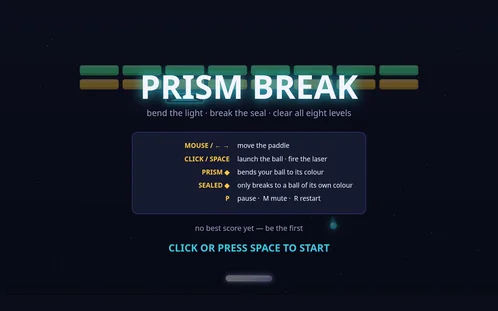 PRISM BREAK
bend the light · break the seal · clear all eight levels
MOUSE / ← → move the paddle
CLICK / SPACE launch the ball · fire the laser
PRISM ◆ bends your ball to its colour
SEALED ◆ only breaks to a ball of its own colour
P pause · M mute · R restart
no best score yet — be the first
CLICK OR PRESS SPACE TO START